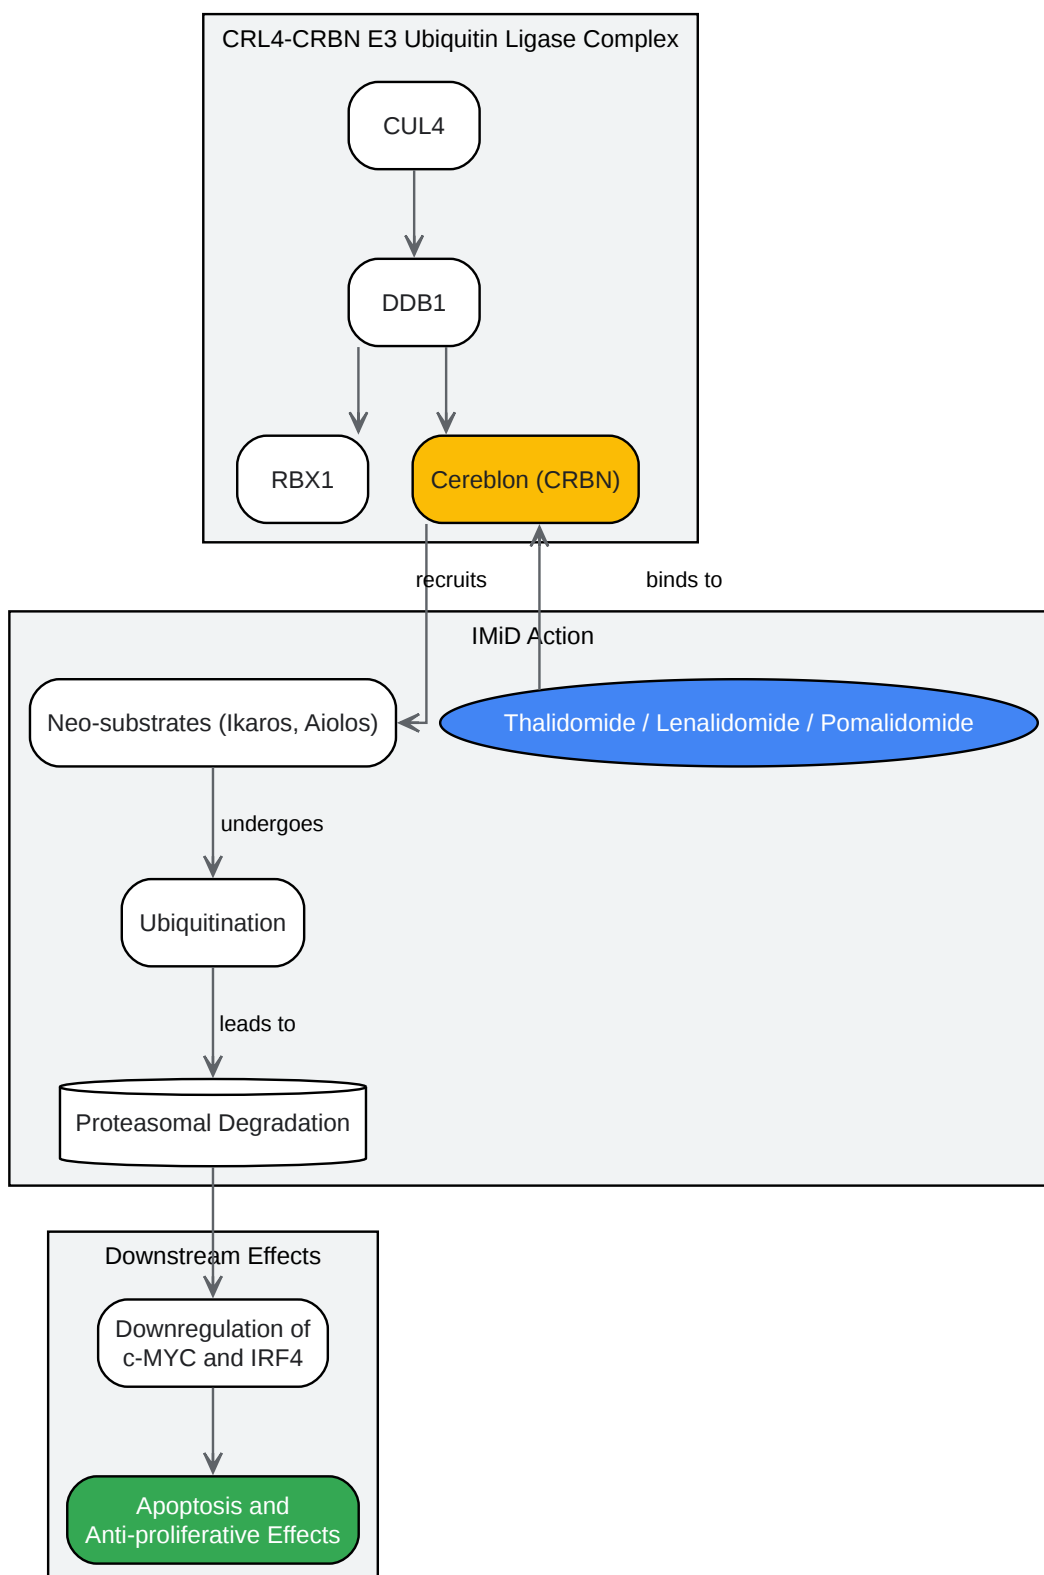 CRL4-CRBN E3 Ubiquitin Ligase Complex
CUL4
DDB1
RBX1
Cereblon (CRBN)
recruits
binds to
IMiD Action
Neo-substrates (Ikaros, Aiolos)
Thalidomide / Lenalidomide / Pomalidomide
undergoes
Ubiquitination
leads to
Proteasomal Degradation
Downstream Effects
Downregulation of
c-MYC and IRF4
Apoptosis and
Anti-proliferative Effects